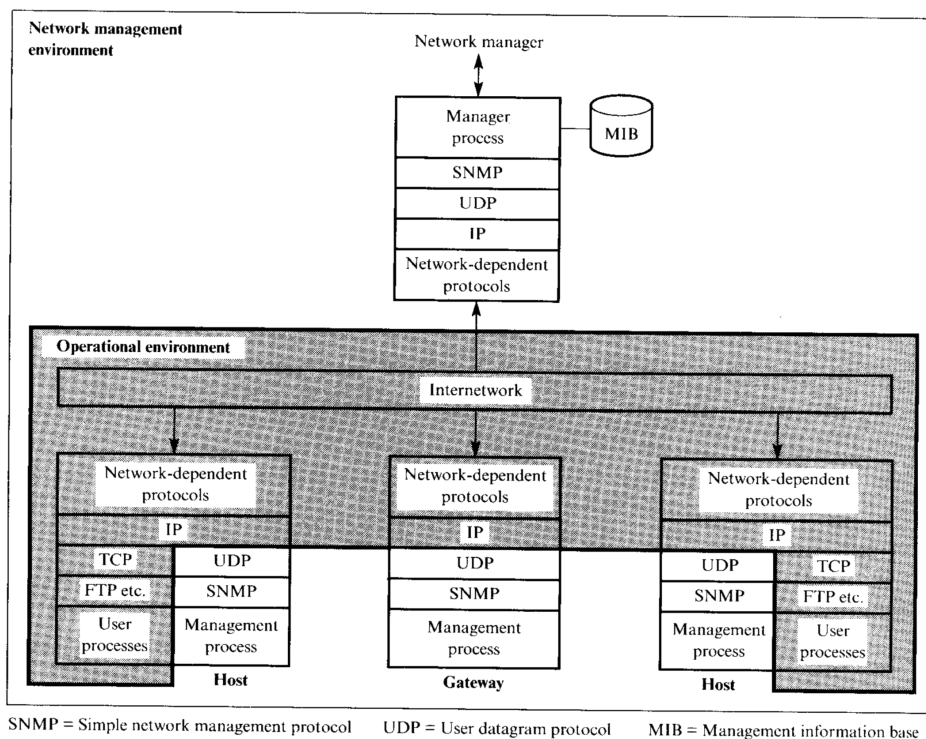 Network management
environment
Network manager
Manager
process
MIB
SNMP
UDP
IP
Network-dependent
protocols
Operational environment
Internetwork
Network-dependent
protocols
IP
TCP
UDP
FTP etc.
SNMP
User
processes
Management
process
Host
Network-dependent
protocols
IP
UDP
SNMP
Management
process
Gateway
Network-dependent
protocols
IP
UDP
TCP
SNMP
FTP etc.
Management
process
User
processes
Host
SNMP = Simple network management protocol
UDP = User datagram protocol
MIB = Management information base